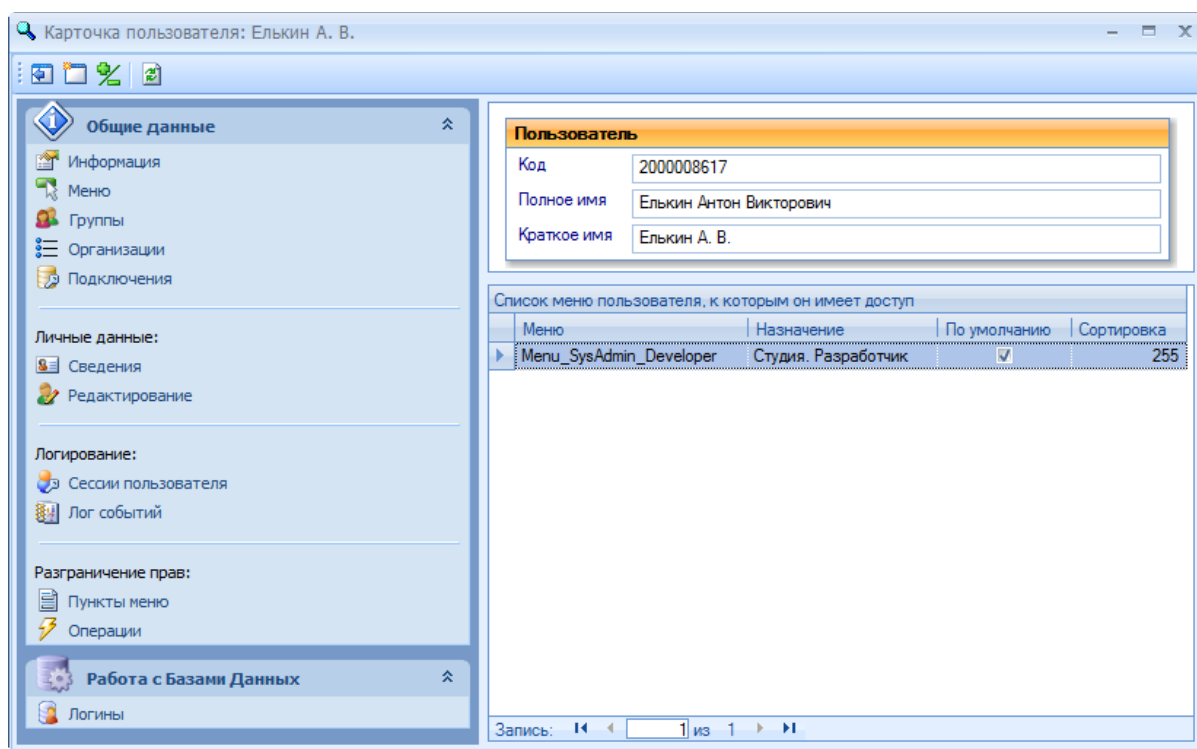 Карточка пользователя: Елькин А. В.
Общие данные
Информация
Меню
Группы
Организации
Подключения
Личные данные:
Сведения
Редактирование
Логирование:
Сессии пользователя
Лог событий
Разграничение прав:
Пункты меню
Операции
Работа с Базами Данных
Логины
Пользователь
Код 2000008617
Полное имя Елькин Антон Викторович
Краткое имя Елькин А. В.
Список меню пользователя, к которым он имеет доступ
Меню Назначение По умолчанию Сортировка
Menu_SysAdmin_Developer Студия. Разработчик 255
Запись: 1 из 1